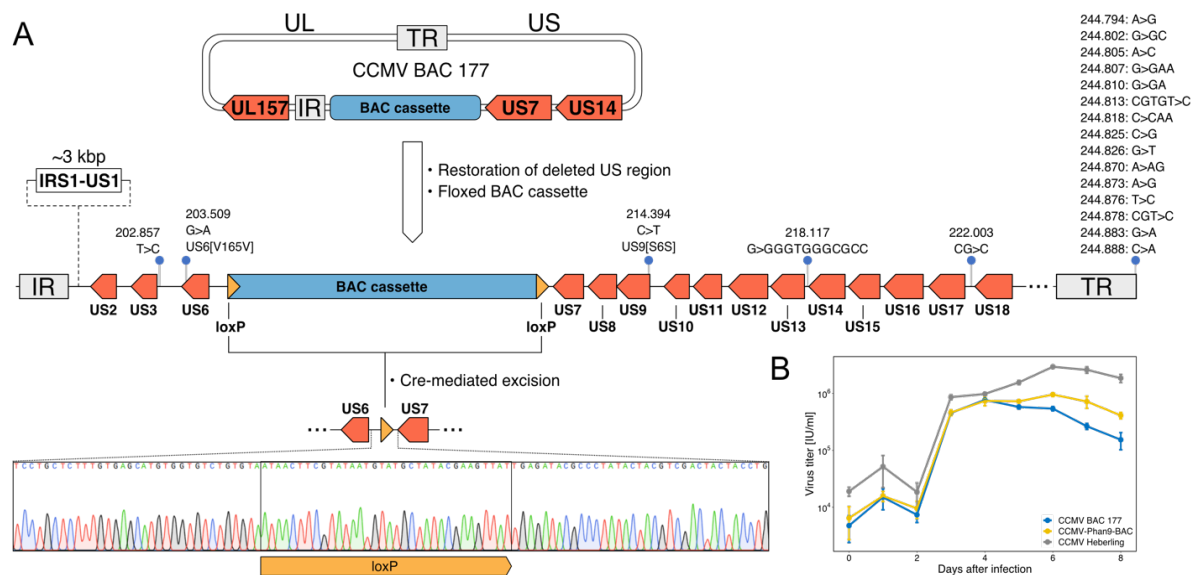 A
UL
TR
US
CCMV BAC 177
UL157
IR
BAC cassette
US7
US14
• Restoration of deleted US region
• Floxed BAC cassette
~3 kbp
IRS1-US1
202.857
T>C
203.509
G>A
US6[V165V]
214.394
C>T
US9[S6S]
218.117
G>GGGTGGGCGCC
222.003
CG>C
244.794: A>G
244.802: G>GC
244.805: A>C
244.807: G>GAA
244.810: G>GA
244.813: CGTGT>C
244.818: C>CAA
244.825: C>G
244.826: G>T
244.870: A>AG
244.873: A>G
244.876: T>C
244.878: CGT>C
244.883: G>A
244.888: C>A
IR
BAC cassette
...
TR
US2
US3
US6
loxP
loxP
US7
US8
US9
US10
US11
US12
US13
US14
US15
US16
US17
US18
• Cre-mediated excision
US6
US7
...
...
TCCTGCTCTTTGTGAGCATGTGGTGTCTGTGTAATAACTTCGTATAATGTATGCTATACGAAGTTATTGAGATACGCCCTATACTACGTCGACTACTACCTG
loxP
B
Virus titer [IU/ml]
10⁶
10⁵
10⁴
0
2
4
6
8
Days after infection
CCMV BAC 177
CCMV-Phan9-BAC
CCMV Heberling